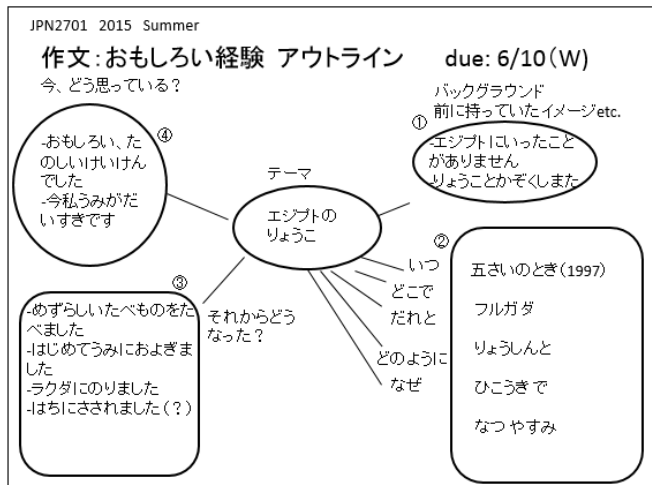 JPN2701 2015 Summer
作文：おもしろい経験 アウトライン due: 6/10（W）
今、どう思っている？
バックグラウンド
前に持っていたイメージetc.
①
-エジプトにいったこと
がありません
-りょうことかぞくしまた
④
-おもしろい、た
のしいけいけん
でした
-今私うみがだ
いすきです
テーマ
エジプトの
りょうこ
②
いつ
どこで
だれと
どのように
なぜ
五さいのとき（1997）
フルガダ
りょうしんと
ひこうきで
なつ やすみ
③
-めずらしいたべものをた
べました
-はじめてうみにおよぎま
した
-ラクダにのりました
-はちにさされました（？）
それからどう
なった？